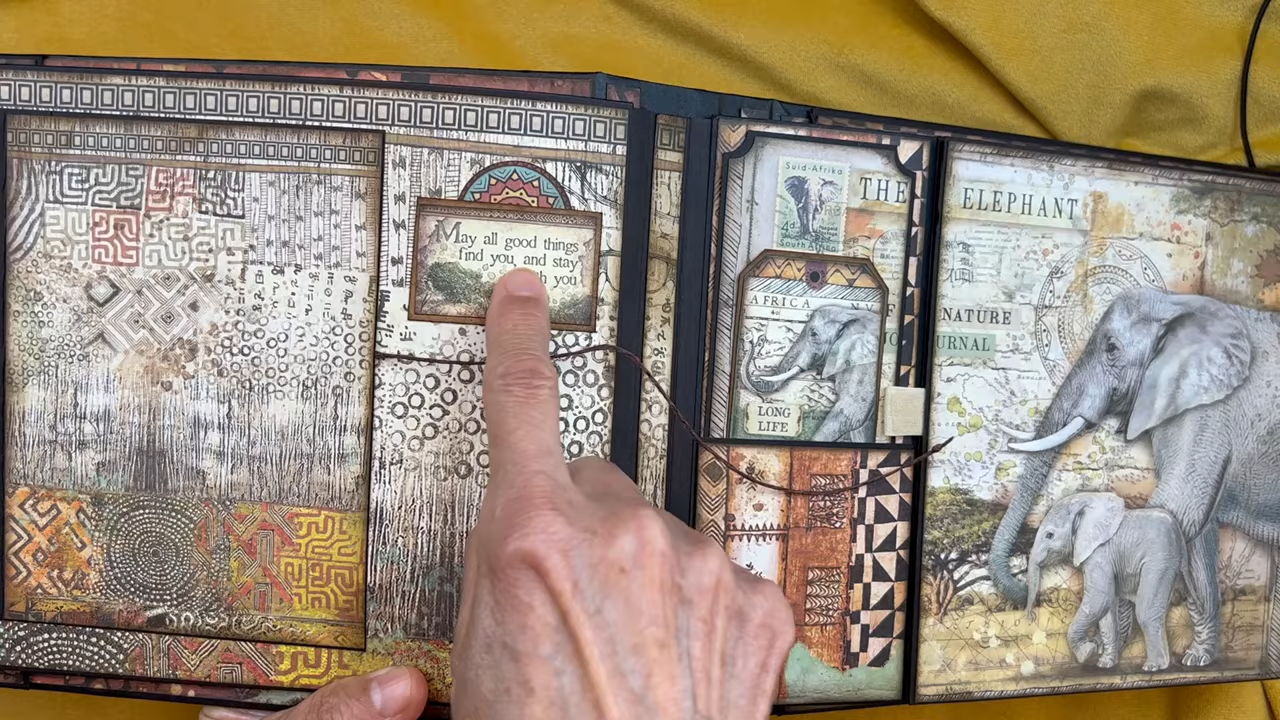 May all good things
find you, and stay
you
Suid-Afrika
4d
South Africa
THE ELEPHANT
AFRICA
NATURE
LONG
LIFE